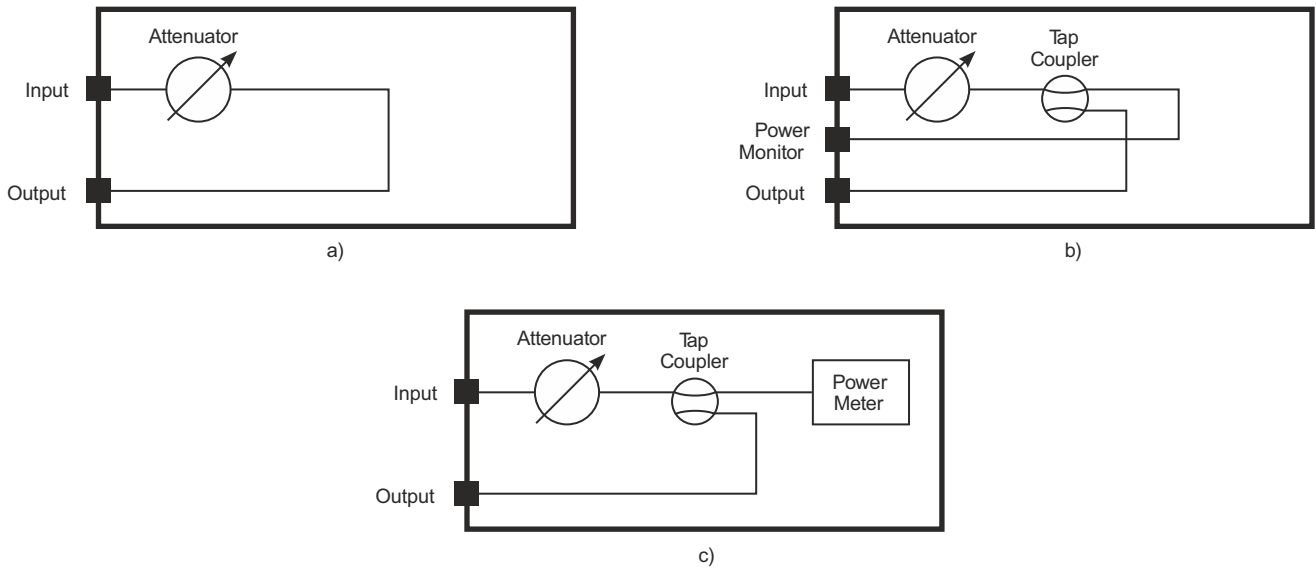 Attenuator
Input
Output
a)
Attenuator
Tap
Coupler
Input
Power
Monitor
Output
b)
Attenuator
Tap
Coupler
Input
Power
Meter
Output
c)